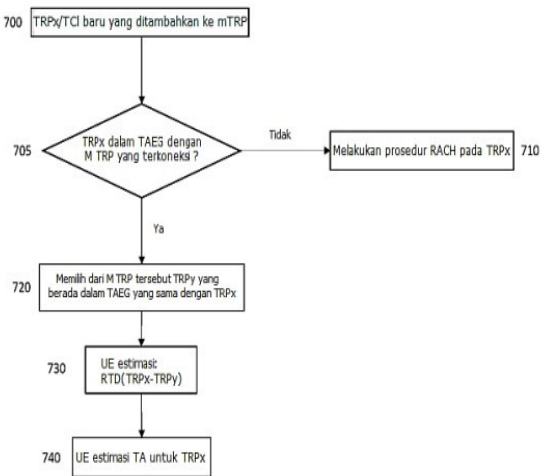 700 TRPx/TCI baru yang ditambahkan ke mTRP
705
TRPx dalam TAEG dengan
M TRP yang terkoneksi ?
Tidak
Melakukan prosedur RACH pada TRPx 710
Ya
720
Memilih dari M TRP tersebut TRPy yang
berada dalam TAEG yang sama dengan TRPx
730
UE estimasi:
RTD(TRPx-TRPy)
740 UE estimasi TA untuk TRPx